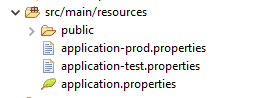 src/main/resources
public
application-prod.properties
application-test.properties
application.properties